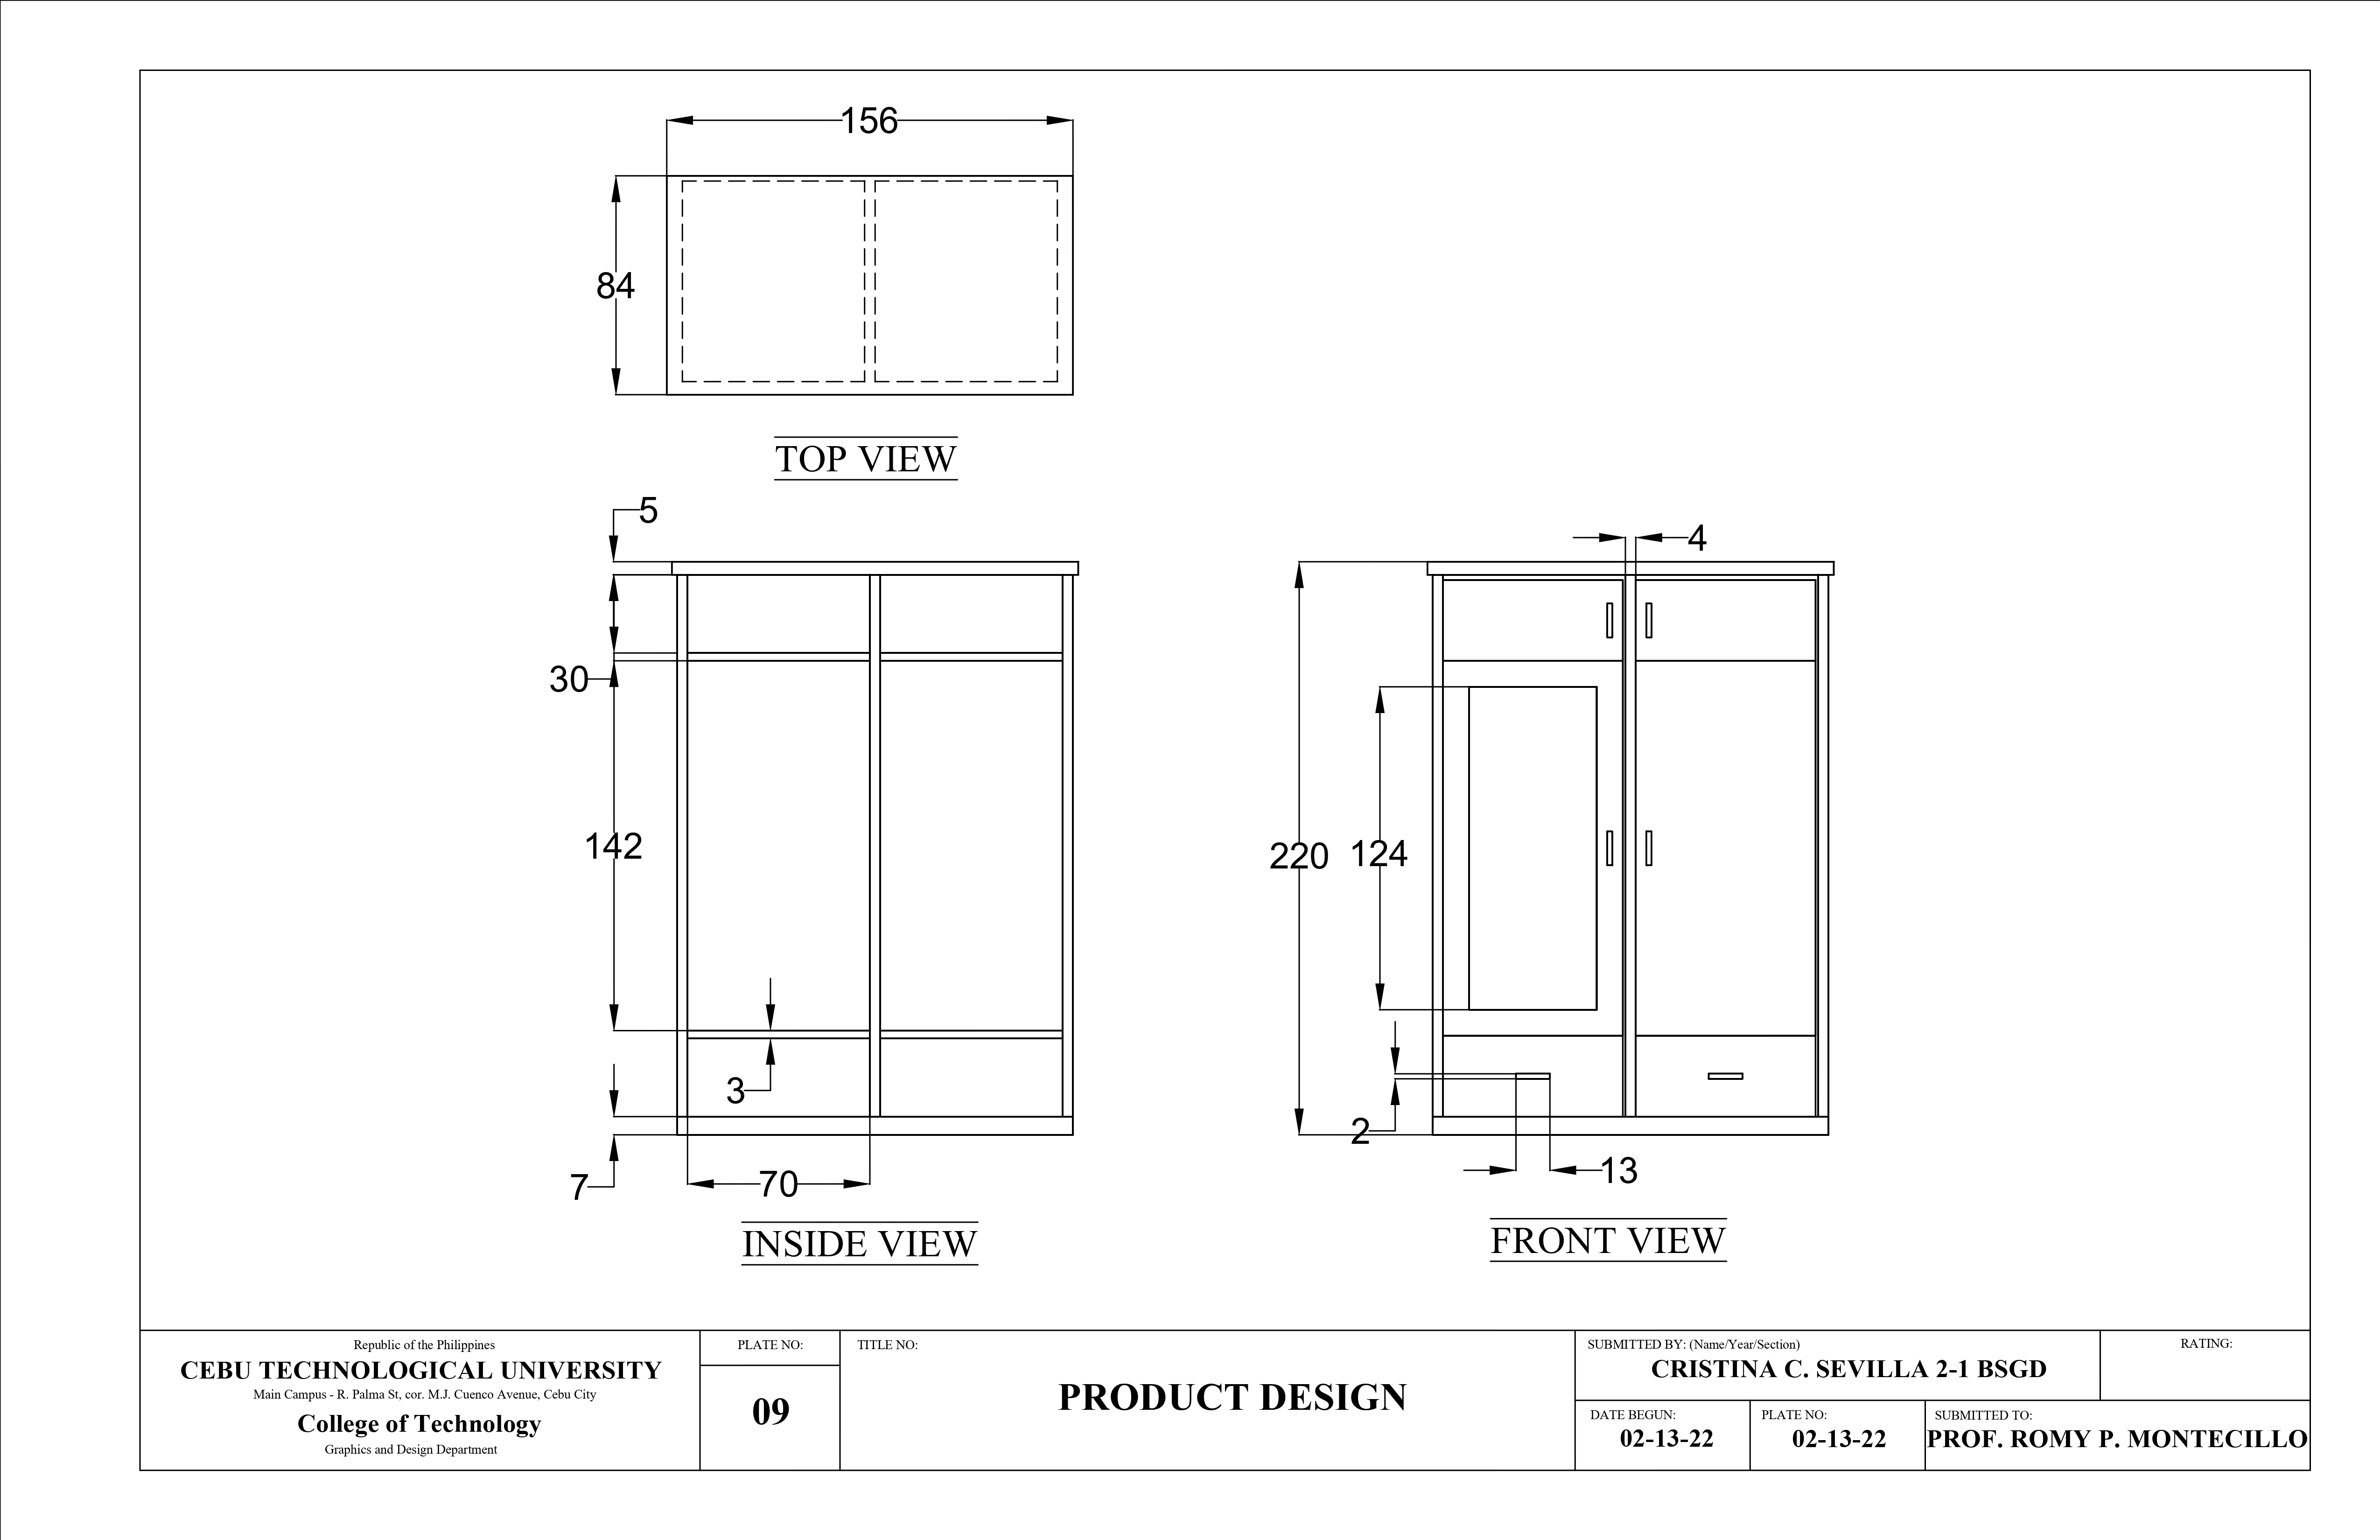 156
84
TOP VIEW
5
30
142
3
7
70
INSIDE VIEW
4
220
124
2
13
FRONT VIEW
Republic of the Philippines
CEBU TECHNOLOGICAL UNIVERSITY
Main Campus - R. Palma St, cor. M.J. Cuenco Avenue, Cebu City
College of Technology
Graphics and Design Department
PLATE NO:
09
TITLE NO:
PRODUCT DESIGN
SUBMITTED BY: (Name/Year/Section)
CRISTINA C. SEVILLA 2-1 BSGD
RATING:
DATE BEGUN:
02-13-22
PLATE NO:
02-13-22
SUBMITTED TO:
PROF. ROMY P. MONTECILLO